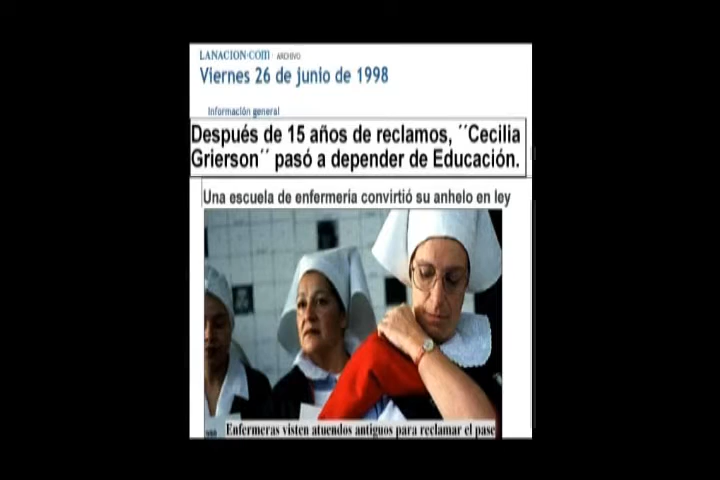 LANACION.COM ARCHIVO
Viernes 26 de junio de 1998
Información general
Después de 15 años de reclamos, ´´Cecilia
Grierson´´ pasó a depender de Educación.
Una escuela de enfermería convirtió su anhelo en ley
Enfermeras visten atuendos antiguos para reclamar el pase